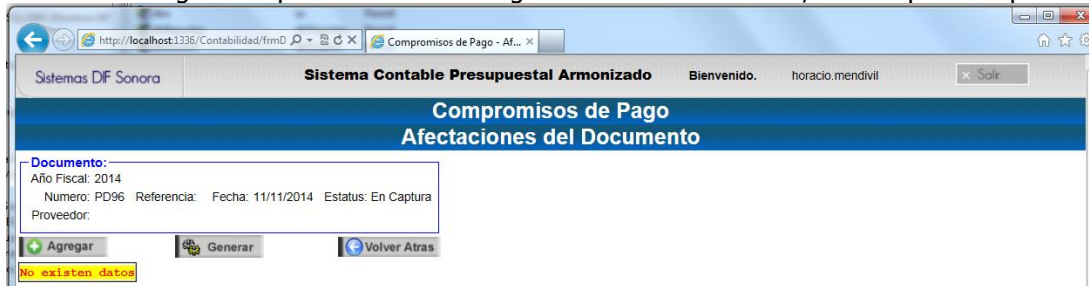 http://localhost:1336/Contabilidad/frmD
Compromisos de Pago - Af...
Sistemas DIF Sonora
Sistema Contable Presupuestal Armonizado
Bienvenido.
horacio.mendivil
Salir
Compromisos de Pago
Afectaciones del Documento
Documento:
Año Fiscal: 2014
Numero: PD96 Referencia: Fecha: 11/11/2014 Estatus: En Captura
Proveedor:
Agregar
Generar
Volver Atras
No existen datos